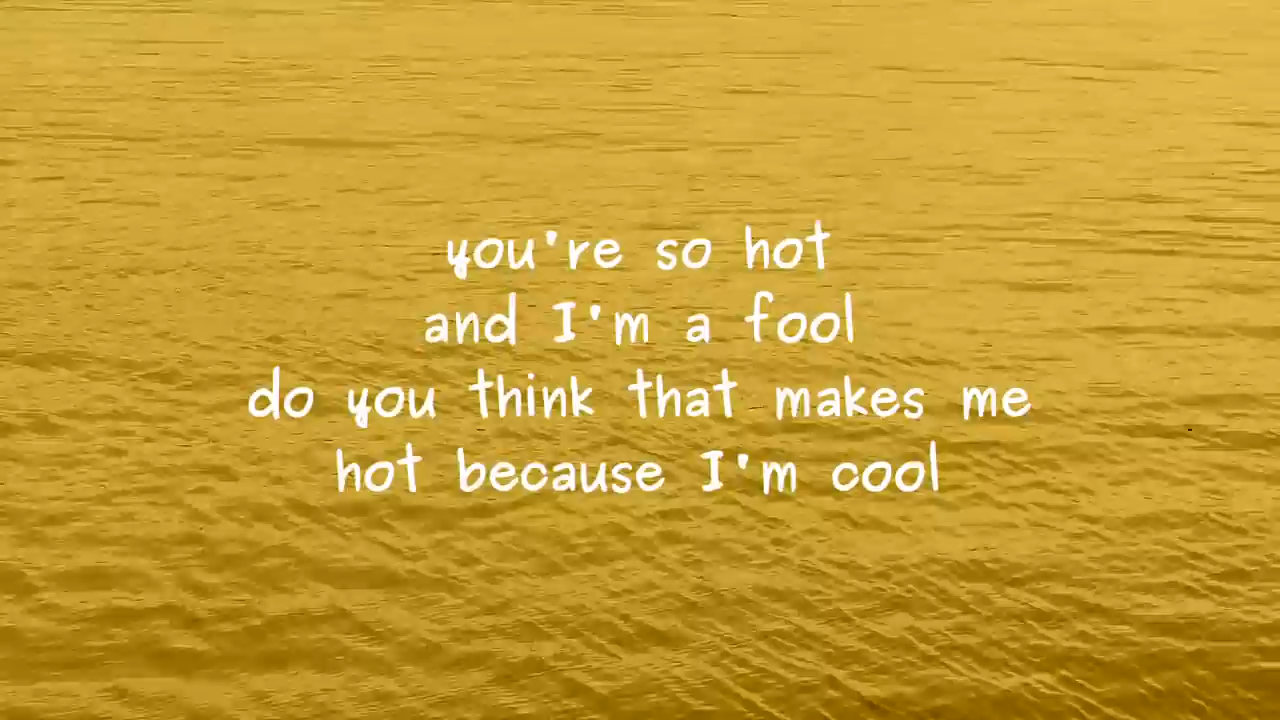 you're so hot
and I'm a fool
do you think that makes me
hot because I'm cool